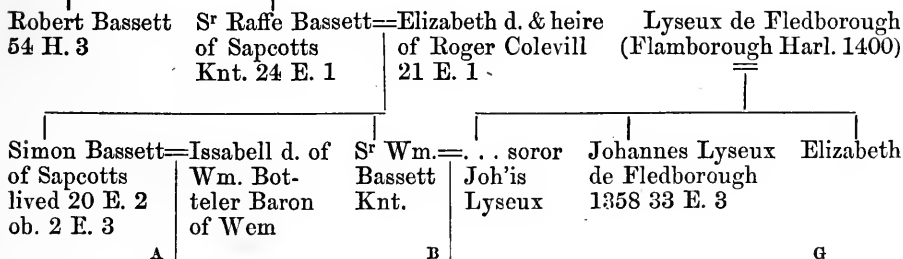 Robert Bassett
54 H. 3
Sr Raffe Bassett=Elizabeth d. & heire
of Sapcotts
Knt. 24 E. 1
of Roger Colevill
21 E. 1
Lyseux de Fledborough
(Flamborough Harl. 1400)
Simon Bassett=Issabell d. of
of Sapcotts
lived 20 E. 2
ob. 2 E. 3
Wm. Bot-
teler Baron
of Wem
Sr Wm.=. . . soror
Bassett
Knt.
Joh'is
Lyseux
Johannes Lyseux
de Fledborough
1358 33 E. 3
Elizabeth
A
B
G